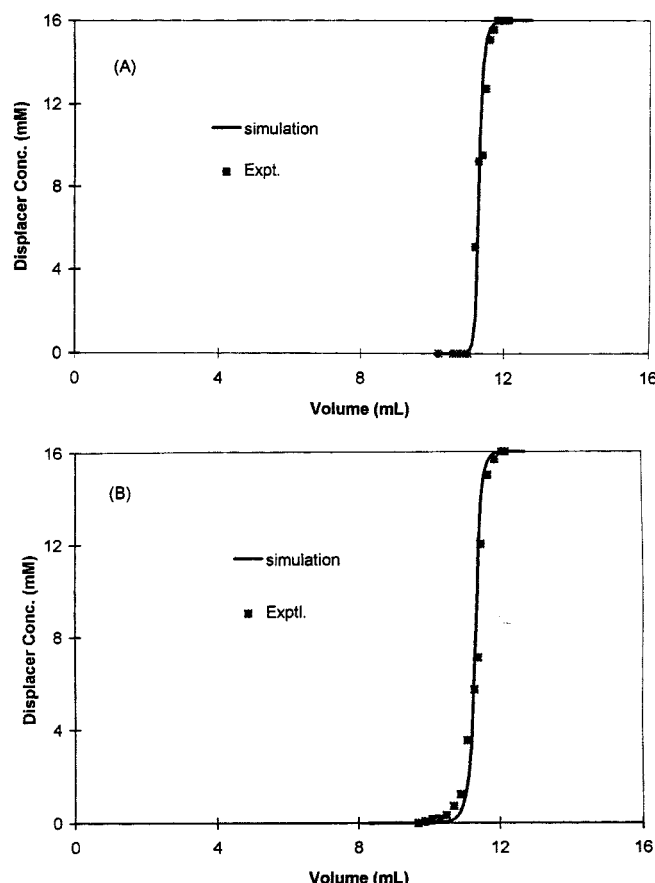 16
(A)
12
simulation
Expt.
8
4
0
Displacer Conc. (mM)
0
4
8
12
16
Volume (mL)
16
(B)
12
simulation
Exptl.
8
4
0
Displacer Conc. (mM)
0
4
8
12
16
Volume (mL)